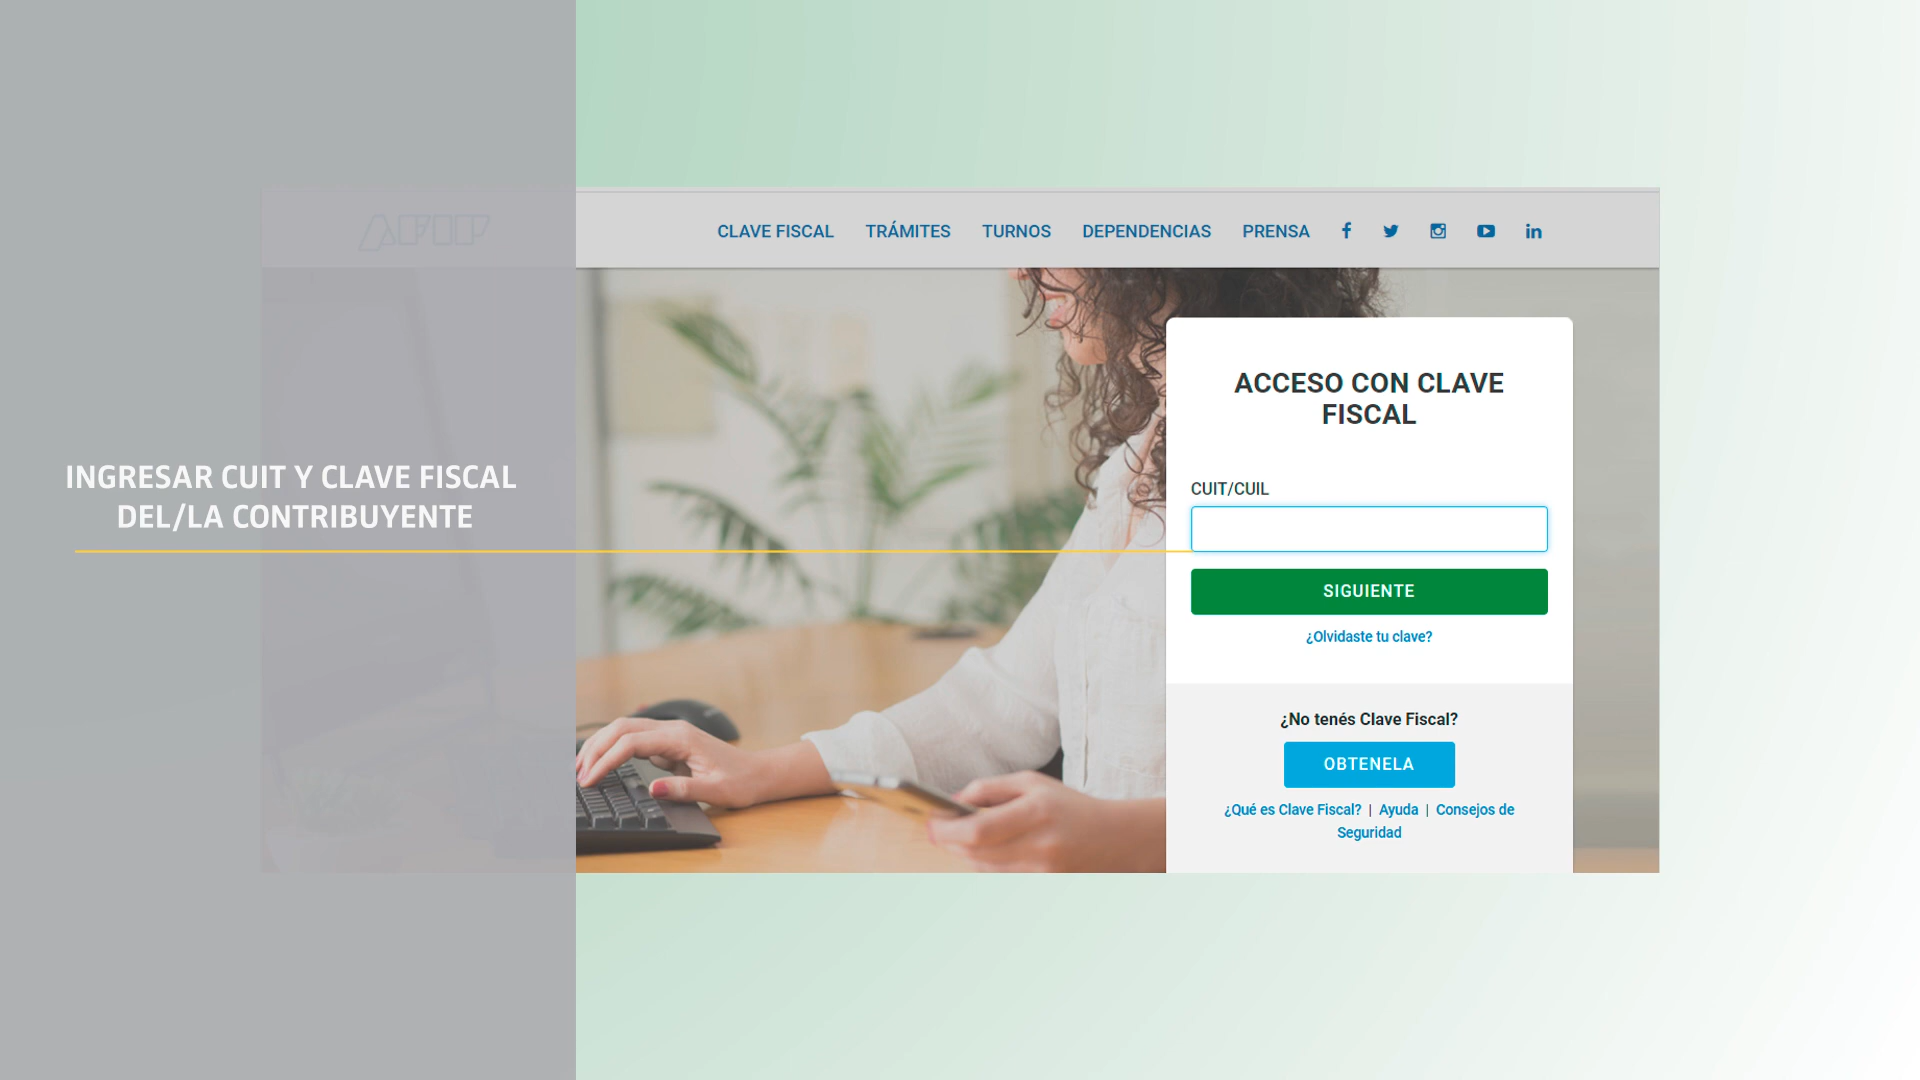 AFIP
CLAVE FISCAL TRÁMITES TURNOS DEPENDENCIAS PRENSA
INGRESAR CUIT Y CLAVE FISCAL
DEL/LA CONTRIBUYENTE
ACCESO CON CLAVE
FISCAL
CUIT/CUIL
SIGUIENTE
¿Olvidaste tu clave?
¿No tenés Clave Fiscal?
OBTENELA
¿Qué es Clave Fiscal? | Ayuda | Consejos de
Seguridad